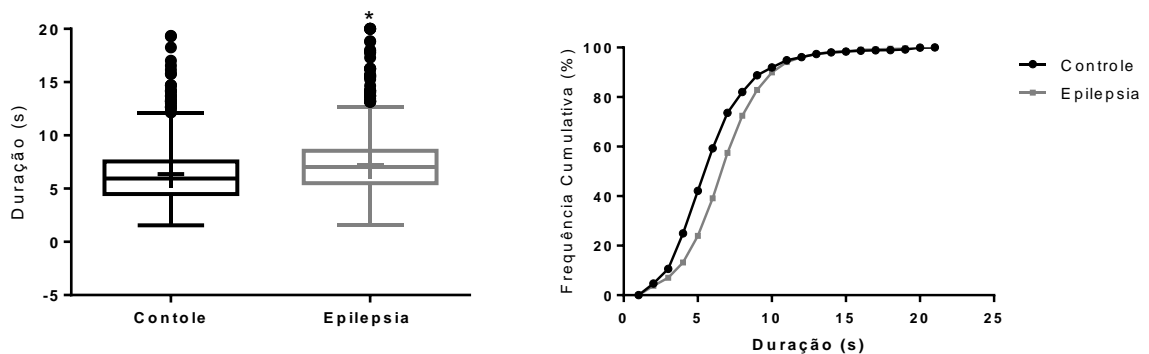 *
20
15
10
5
0
-5
Duração (s)
Contole Epilepsia
100
80
60
40
20
0
Frequência Cumulativa (%)
0 5 10 15 20 25
Duração (s)
Controle
Epilepsia